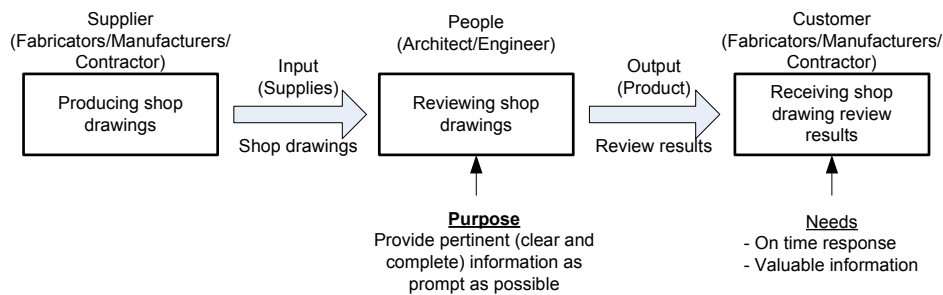 Supplier
(Fabricators/Manufacturers/
Contractor)
Producing shop
drawings
Input
(Supplies)
Shop drawings
People
(Architect/Engineer)
Reviewing shop
drawings
Purpose
Provide pertinent (clear and
complete) information as
prompt as possible
Output
(Product)
Review results
Customer
(Fabricators/Manufacturers/
Contractor)
Receiving shop
drawing review
results
Needs
- On time response
- Valuable information